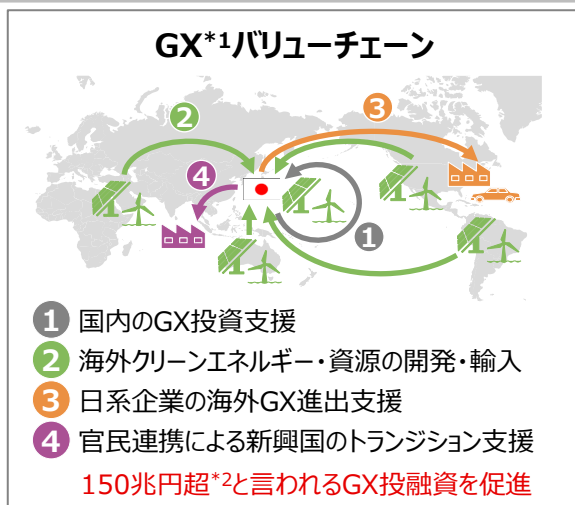 GX*1バリューチェーン
2
3
4
1
1 国内のGX投資支援
2 海外クリーンエネルギー・資源の開発・輸入
3 日系企業の海外GX進出支援
4 官民連携による新興国のトランジション支援
150兆円超*2と言われるGX投融資を促進